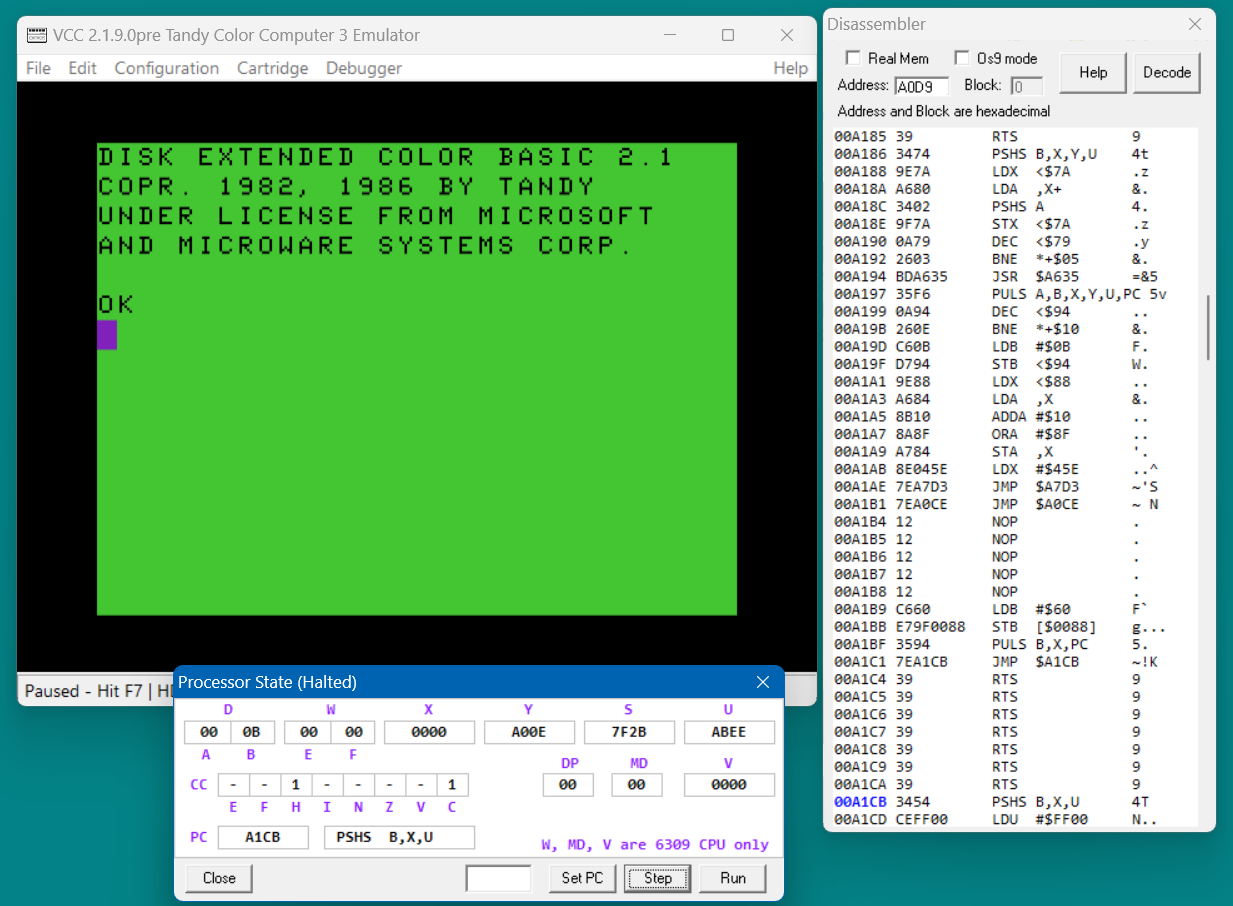 VCC 2.1.9.0pre Tandy Color Computer 3 Emulator
File Edit Configuration Cartridge Debugger Help
DISK EXTENDED COLOR BASIC 2.1
COPR. 1982, 1986 BY TANDY
UNDER LICENSE FROM MICROSOFT
AND MICROWARE SYSTEMS CORP.
OK
Paused - Hit F7 | H
Disassembler
Real Mem Os9 mode
Address: A0D9 Block: 0 Help Decode
Address and Block are hexadecimal
00A185 39 RTS 9
00A186 3474 PSHS B,X,Y,U 4t
00A188 9E7A LDX <$7A .z
00A18A A680 LDA ,X+ &.
00A18C 3402 PSHS A 4.
00A18E 9F7A STX <$7A .z
00A190 0A79 DEC <$79 .y
00A192 2603 BNE *+$05 &.
00A194 BDA635 JSR $A635 =&5
00A197 35F6 PULS A,B,X,Y,U,PC 5v
00A199 0A94 DEC <$94 ..
00A19B 260E BNE *+$10 &.
00A19D C60B LDB #$0B F.
00A19F D794 STB <$94 W.
00A1A1 9E88 LDX <$88 ..
00A1A3 A684 LDA ,X &.
00A1A5 8B10 ADDA #$10 ..
00A1A7 8A8F ORA #$8F ..
00A1A9 A784 STA ,X '.
00A1AB 8E045E LDX #$45E ..^
00A1AE 7EA7D3 JMP $A7D3 ~'S
00A1B1 7EA0CE JMP $A0CE ~ N
00A1B4 12 NOP .
00A1B5 12 NOP .
00A1B6 12 NOP .
00A1B7 12 NOP .
00A1B8 12 NOP .
00A1B9 C660 LDB #$60 F`
00A1BB E79F0088 STB [$0088] g...
00A1BF 3594 PULS B,X,PC 5.
00A1C1 7EA1CB JMP $A1CB ~!K
00A1C4 39 RTS 9
00A1C5 39 RTS 9
00A1C6 39 RTS 9
00A1C7 39 RTS 9
00A1C8 39 RTS 9
00A1C9 39 RTS 9
00A1CA 39 RTS 9
00A1CB 3454 PSHS B,X,U 4T
00A1CD CEFF00 LDU #$FF00 N..
Processor State (Halted)
D W X Y S U
00 0B 00 00 0000 A00E 7F2B ABEE
A B E F
DP MD V
CC - - 1 - - - - 1 00 00 0000
E F H I N Z V C
PC A1CB PSHS B,X,U
W, MD, V are 6309 CPU only
Close Set PC Step Run